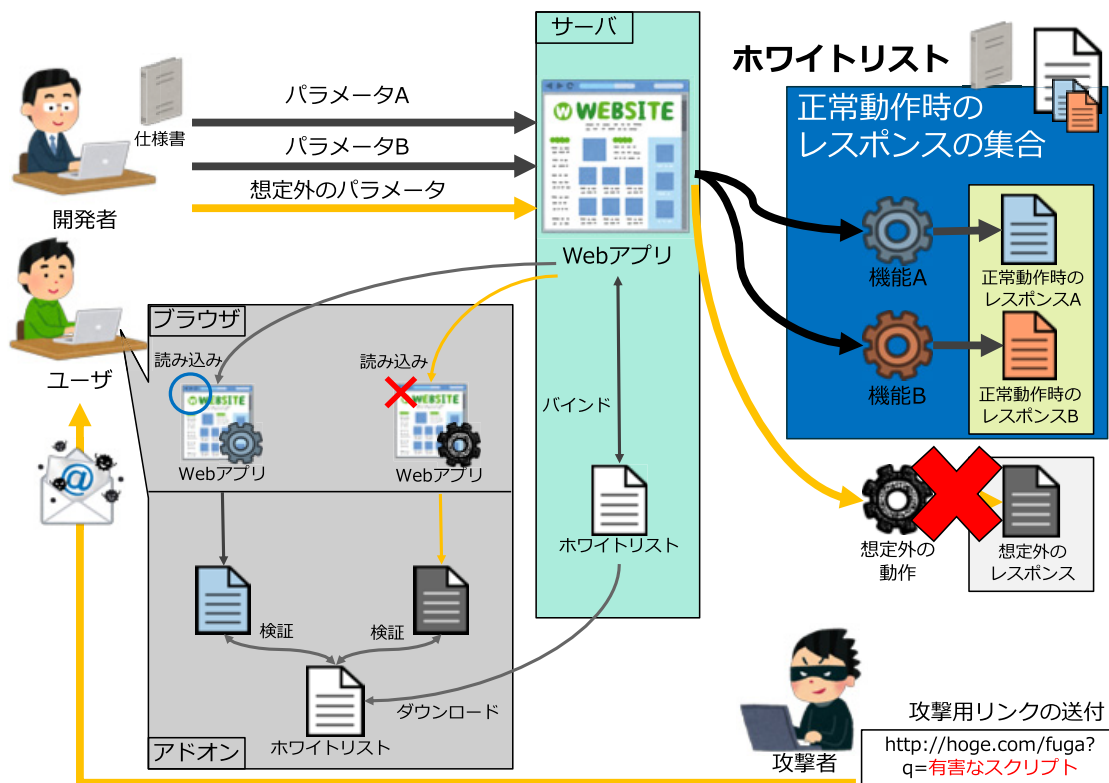 サーバ
ホワイトリスト
正常動作時の
レスポンスの集合
仕様書
パラメータA
パラメータB
想定外のパラメータ
WEBSITE
開発者
Webアプリ
機能A
正常動作時の
レスポンスA
機能B
正常動作時の
レスポンスB
ブラウザ
読み込み
読み込み
ユーザ
WEBSITE
WEBSITE
Webアプリ
Webアプリ
バインド
@
ホワイトリスト
想定外の
動作
想定外の
レスポンス
検証
検証
ダウンロード
ホワイトリスト
アドオン
攻撃者
攻撃用リンクの送付
http://hoge.com/fuga?
q=有害なスクリプト